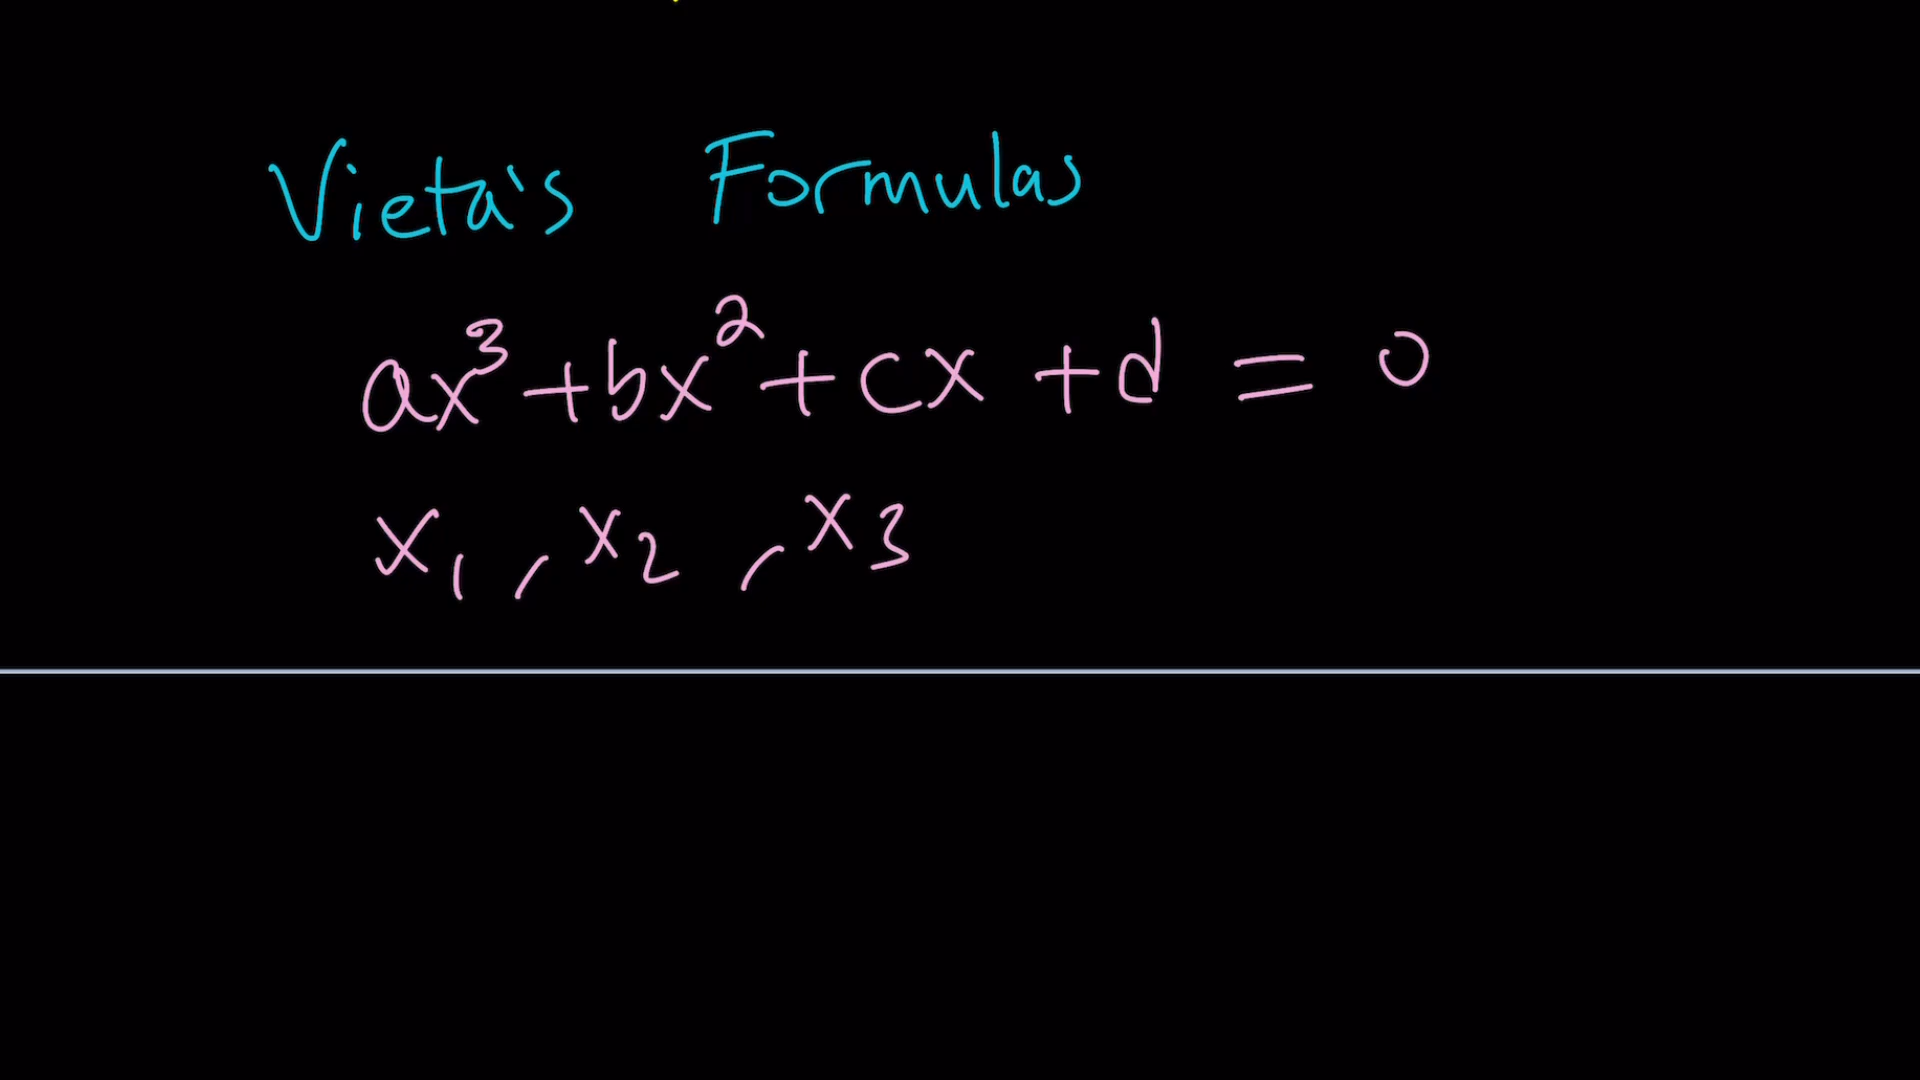 Vieta's Formulas
ax³+bx²+cx+d = 0
x₁, x₂, x₃